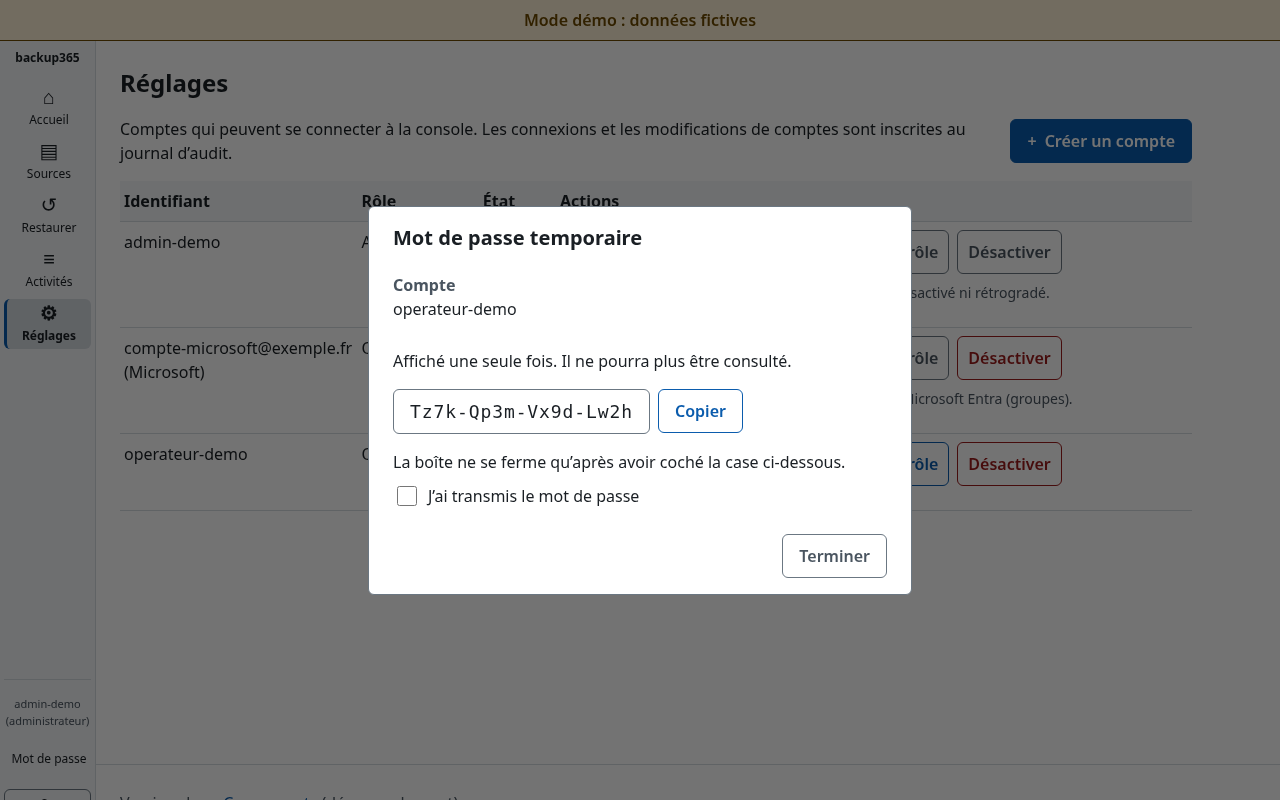 Mode démo : données fictives
backup365
Accueil
Sources
Restaurer
Activités
Réglages
admin-demo
(administrateur)
Mot de passe
Réglages
Comptes qui peuvent se connecter à la console. Les connexions et les modifications de comptes sont inscrites au
journal d’audit.
+ Créer un compte
Identifiant Rôle État Actions
admin-demo
rôle Désactiver
sactivé ni rétrogradé.
compte-microsoft@exemple.fr
(Microsoft)
rôle Désactiver
Microsoft Entra (groupes).
operateur-demo
rôle Désactiver
Mot de passe temporaire
Compte
operateur-demo
Affiché une seule fois. Il ne pourra plus être consulté.
Tz7k-Qp3m-Vx9d-Lw2h
Copier
La boîte ne se ferme qu’après avoir coché la case ci-dessous.
J’ai transmis le mot de passe
Terminer